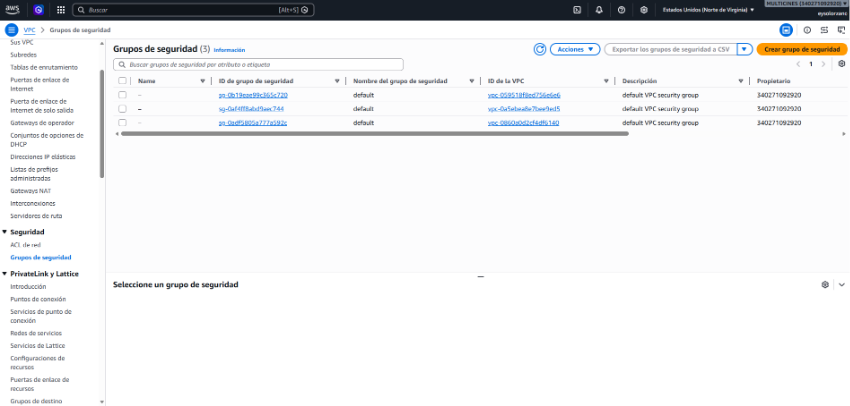 aws
Buscar
[Alt+S]
Estados Unidos (Norte de Virginia)
MULTICINES (340271092920)
eysolorzanc
VPC > Grupos de seguridad
Sus VPC
Subredes
Tablas de enrutamiento
Puertas de enlace de
Internet
Puerta de enlace de
Internet de solo salida
Gateways de operador
Conjuntos de opciones de
DHCP
Direcciones IP elásticas
Listas de prefijos
administradas
Gateways NAT
Interconexiones
Servidores de ruta
Seguridad
ACL de red
Grupos de seguridad
PrivateLink y Lattice
Introducción
Puntos de conexión
Servicios de punto de
conexión
Redes de servicios
Servicios de Lattice
Configuraciones de
recursos
Puertas de enlace de
recursos
Grupos de destino
Grupos de seguridad (3) Información
Acciones
Exportar los grupos de seguridad a CSV
Crear grupo de seguridad
Buscar grupos de seguridad por atributo o etiqueta
1
Name ID de grupo de seguridad Nombre del grupo de seguridad ID de la VPC Descripción Propietario
– sg-0b19eae99c365c720 default vpc-059518f8ed756e6e6 default VPC security group 340271092920
– sg-0af4fff8abd9aec744 default vpc-0a5ebea8e7bee9ed5 default VPC security group 340271092920
– sg-0adf5805a777a592c default vpc-0860a0d2cf4df6140 default VPC security group 340271092920
Seleccione un grupo de seguridad